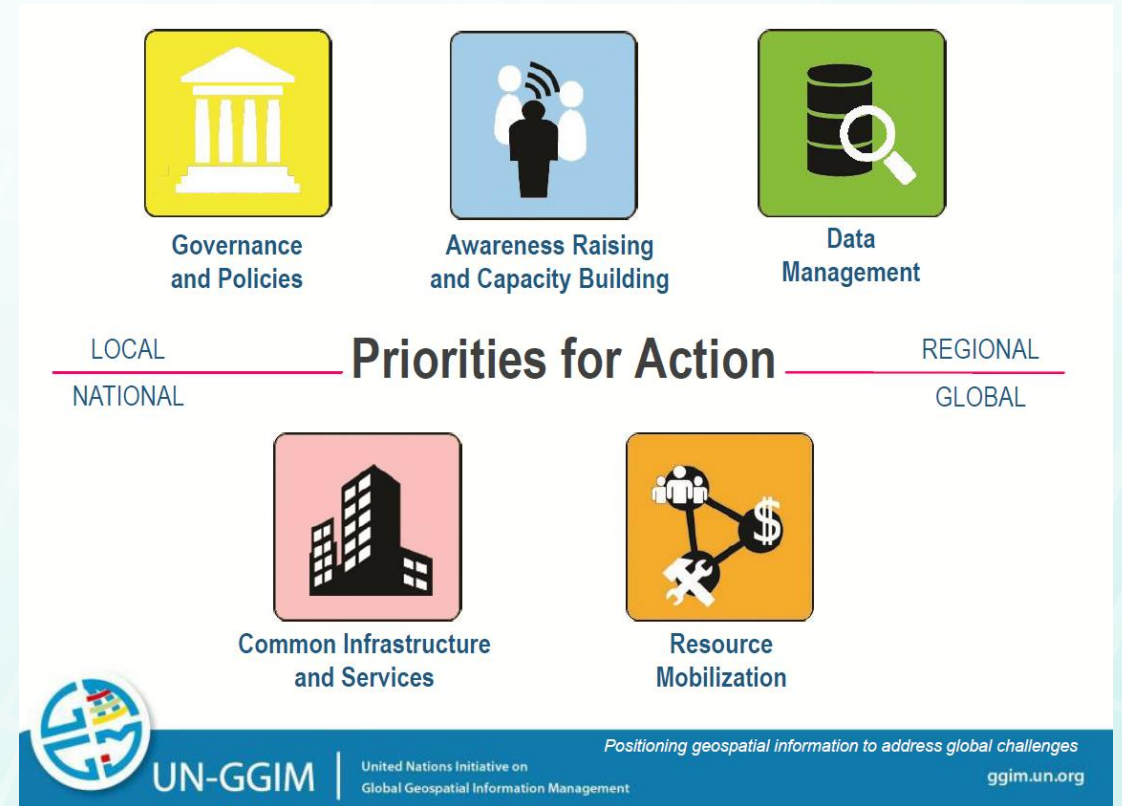 Governance
and Policies
Awareness Raising
and Capacity Building
Data
Management
LOCAL
NATIONAL
Priorities for Action
REGIONAL
GLOBAL
Common Infrastructure
and Services
Resource
Mobilization
Positioning geospatial information to address global challenges
UN-GGIM
United Nations Initiative on
Global Geospatial Information Management
ggim.un.org